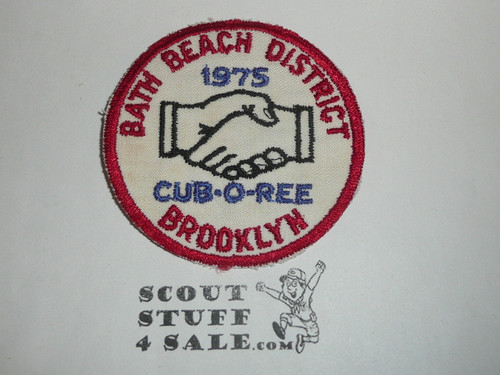 BATH BEACH DISTRICT
1975
CUB-O-REE
BROOKLYN
SCOUT
STUFF
4 SALE.COM